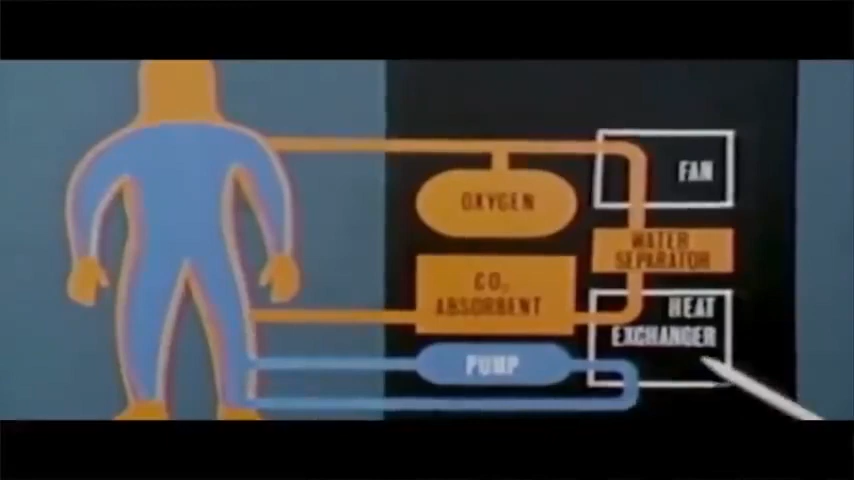 FAN
OXYGEN
WATER
SEPARATOR
CO₂
ABSORBENT
HEAT
EXCHANGER
PUMP